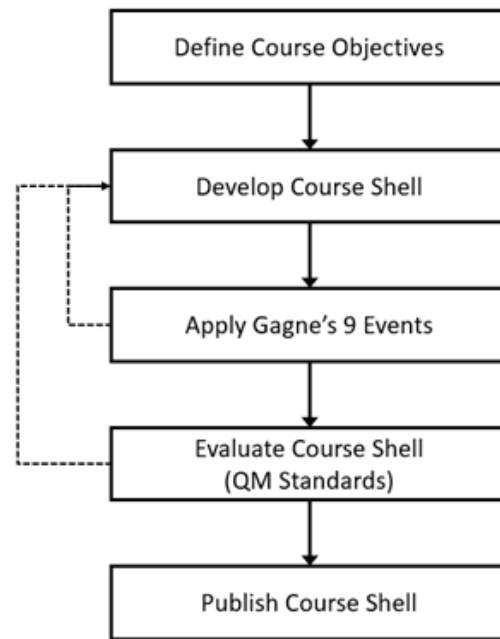 Define Course Objectives
Develop Course Shell
Apply Gagne's 9 Events
Evaluate Course Shell
(QM Standards)
Publish Course Shell